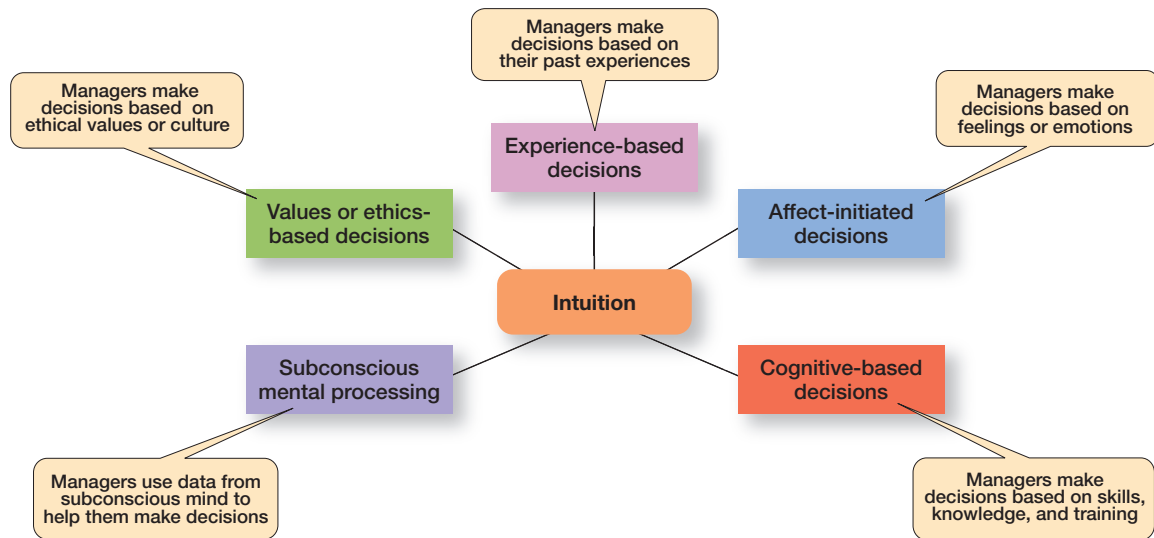 Managers make
decisions based on
their past experiences
Managers make
decisions based on
ethical values or culture
Managers make
decisions based on
feelings or emotions
Experience-based
decisions
Values or ethics-
based decisions
Affect-initiated
decisions
Intuition
Subconscious
mental processing
Cognitive-based
decisions
Managers use data from
subconscious mind to
help them make decisions
Managers make
decisions based on skills,
knowledge, and training